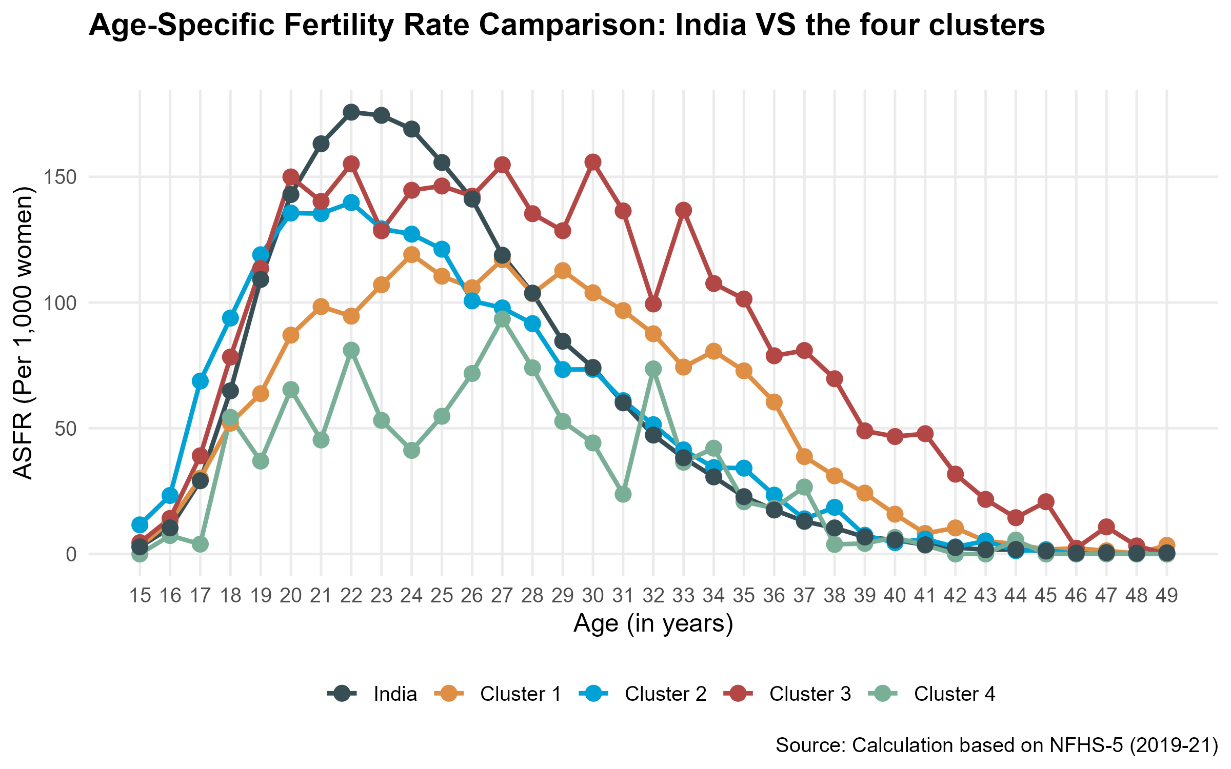 Age-Specific Fertility Rate Camparison: India VS the four clusters
ASFR (Per 1,000 women)
150
100
50
0
15 16 17 18 19 20 21 22 23 24 25 26 27 28 29 30 31 32 33 34 35 36 37 38 39 40 41 42 43 44 45 46 47 48 49
Age (in years)
India Cluster 1 Cluster 2 Cluster 3 Cluster 4
Source: Calculation based on NFHS-5 (2019-21)